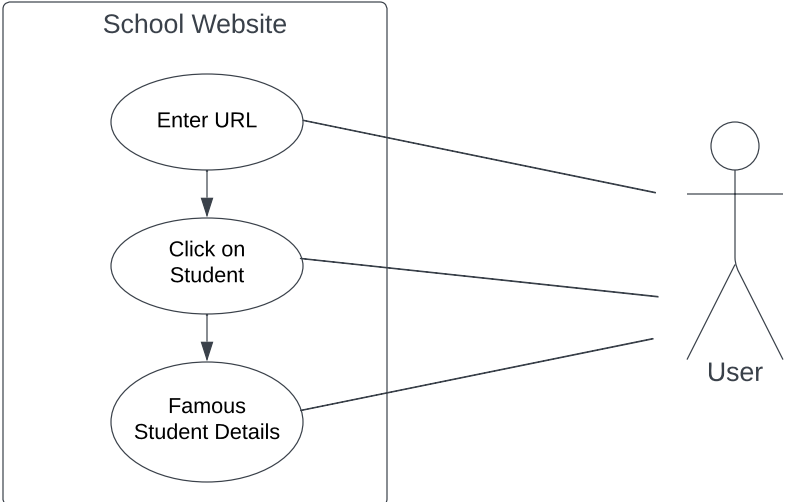 School Website
Enter URL
Click on
Student
Famous
Student Details
User